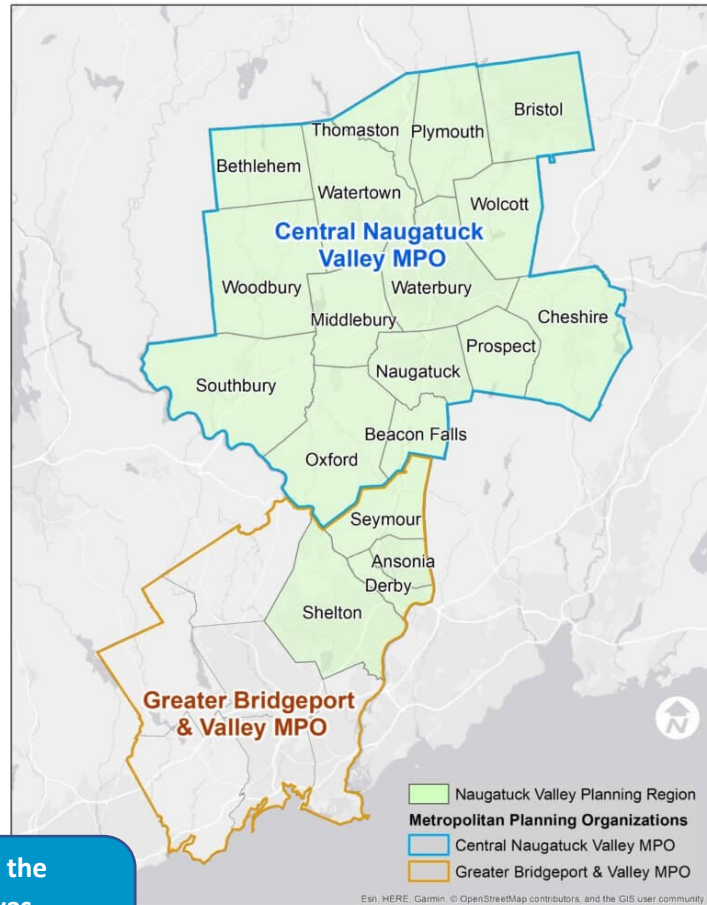 Bristol
Thomaston
Plymouth
Bethlehem
Watertown
Wolcott
Central Naugatuck
Valley MPO
Woodbury
Waterbury
Cheshire
Middlebury
Prospect
Naugatuck
Southbury
Beacon Falls
Oxford
Seymour
Ansonia
Derby
Shelton
Greater Bridgeport
& Valley MPO
N
Naugatuck Valley Planning Region
Metropolitan Planning Organizations
Central Naugatuck Valley MPO
Greater Bridgeport & Valley MPO
the
Esri, HERE, Garmin, © OpenStreetMap contributors, and the GIS user community